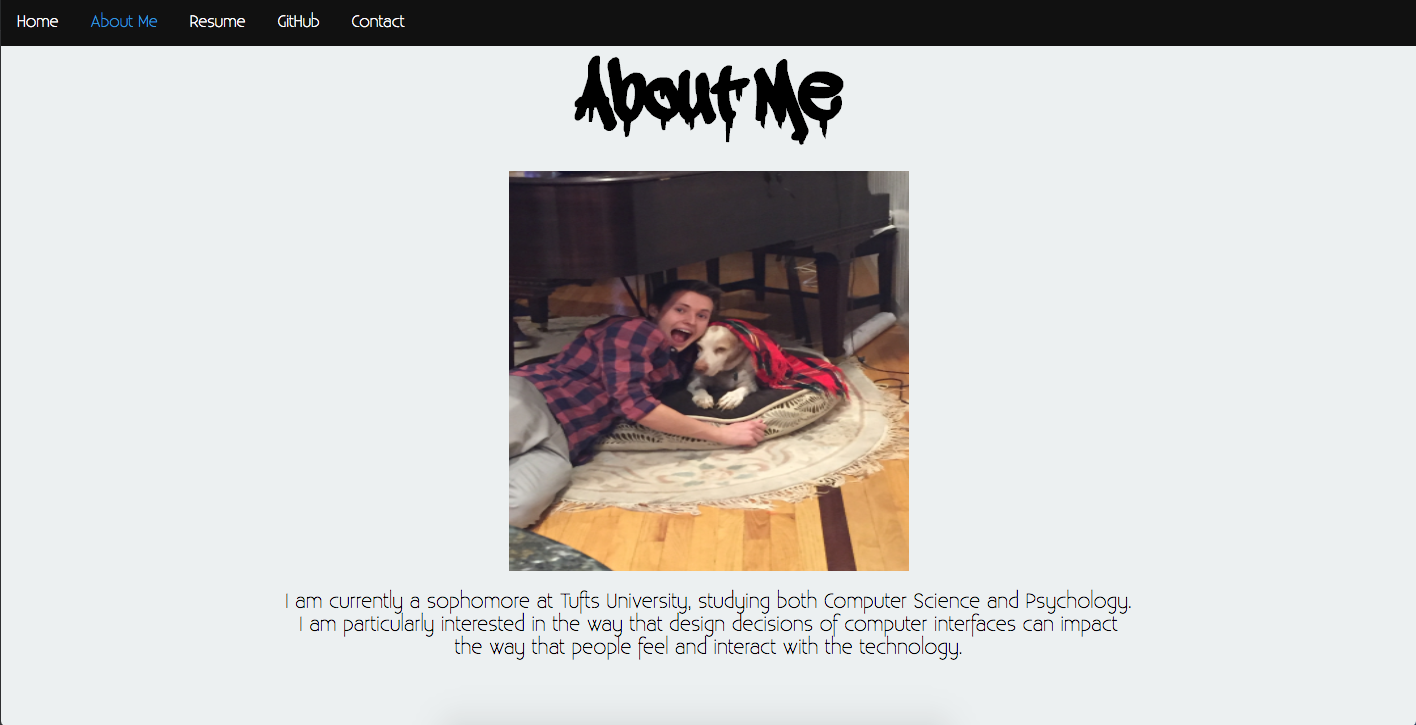 Home About Me Resume GitHub Contact
About Me
I am currently a sophomore at Tufts University, studying both Computer Science and Psychology.
I am particularly interested in the way that design decisions of computer interfaces can impact
the way that people feel and interact with the technology.